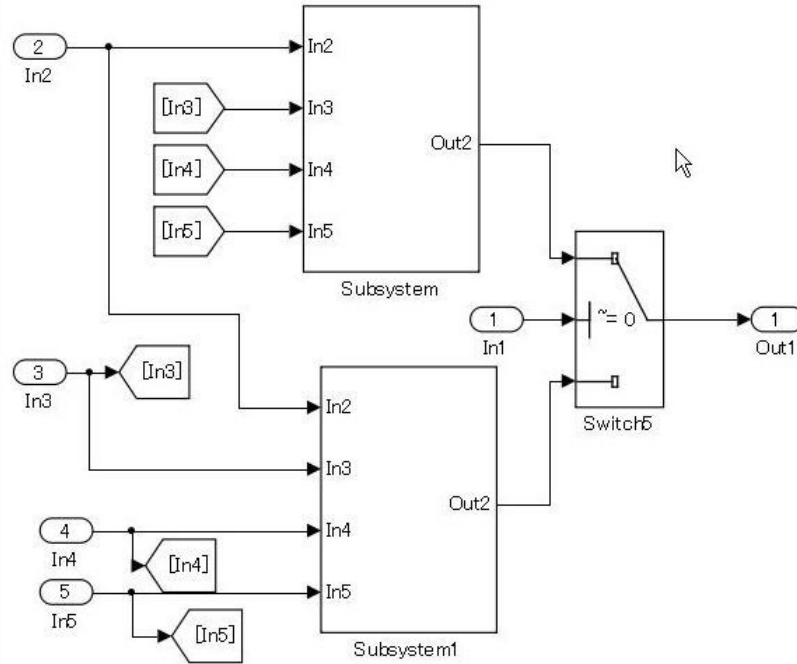 2
In2
In2
[In3]
In3
[In4]
In4
[In5]
In5
Out2
Subsystem
1
In1
~= 0
Switch5
1
Out1
3
In3
[In3]
In2
In3
In4
In5
Out2
Subsystem1
4
In4
[In4]
5
In5
[In5]